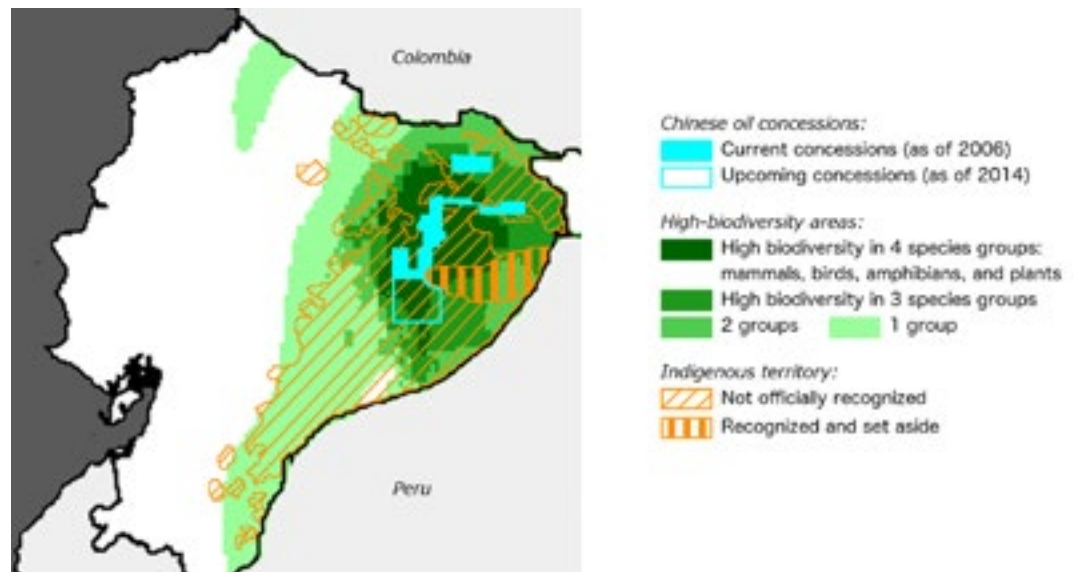 Colombia
Peru
Chinese oil concessions:
Current concessions (as of 2006)
Upcoming concessions (as of 2014)
High-biodiversity areas:
High biodiversity in 4 species groups:
mammals, birds, amphibians, and plants
High biodiversity in 3 species groups
2 groups 1 group
Indigenous territory:
Not officially recognized
Recognized and set aside